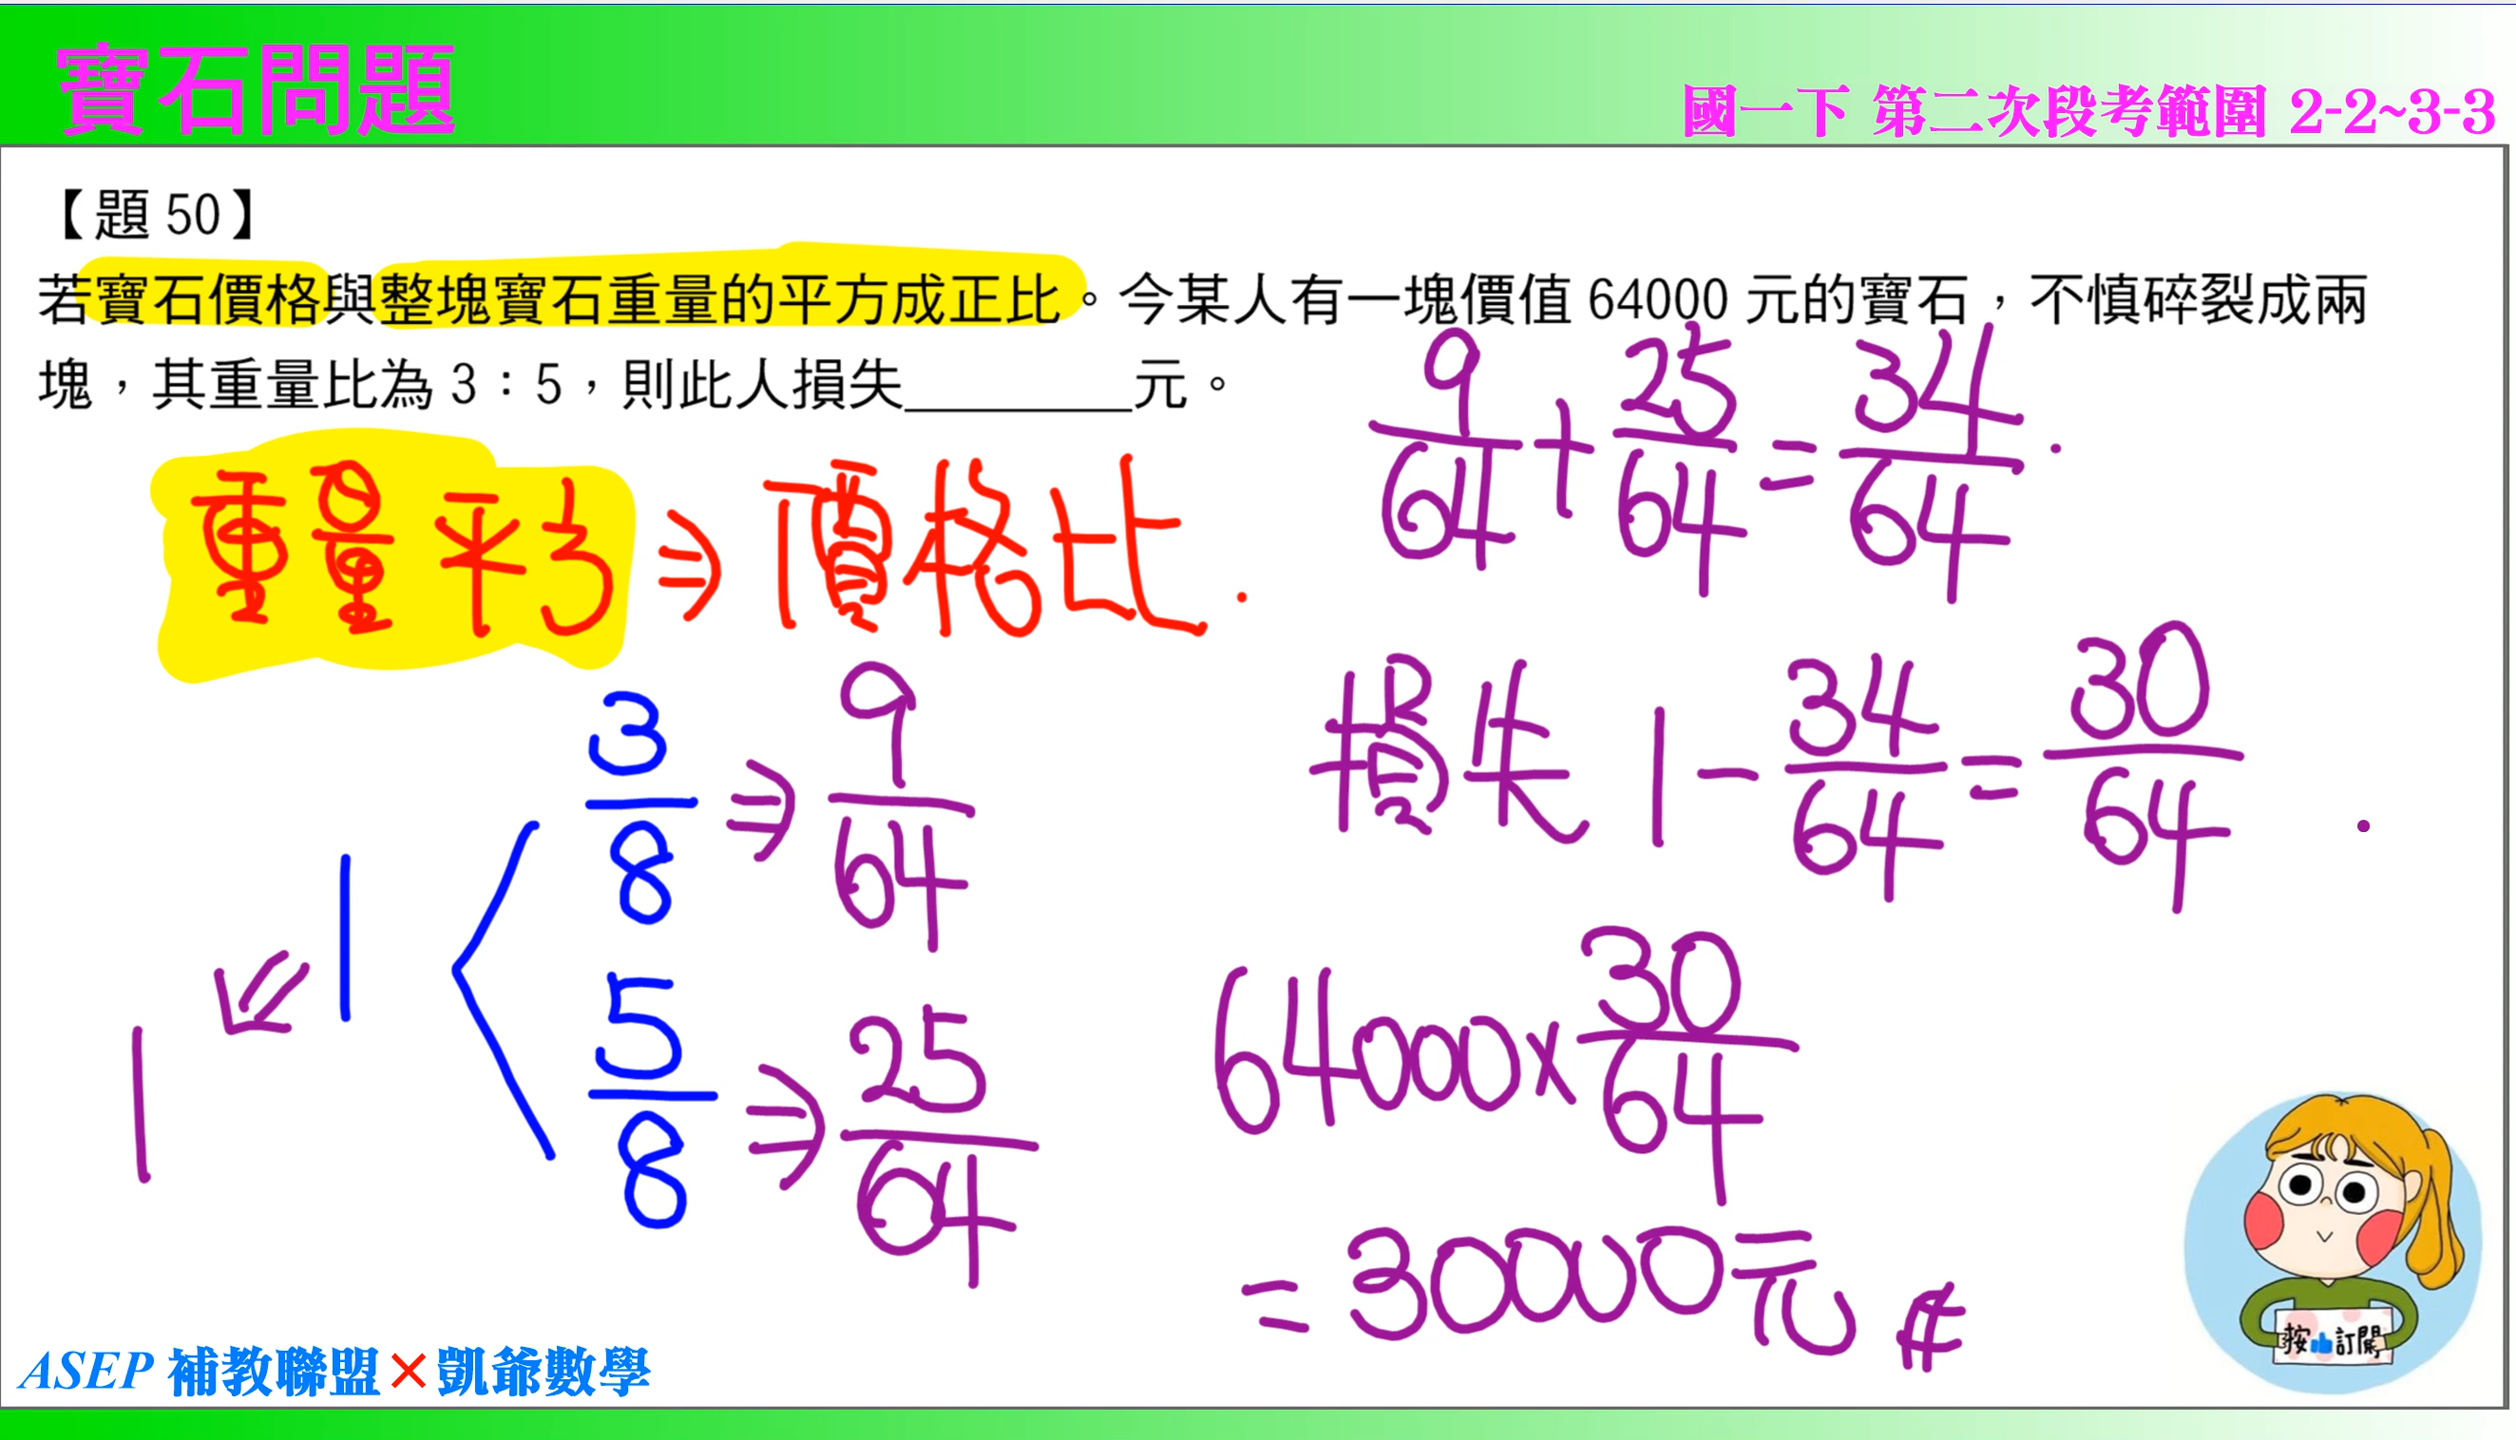 寶石問題
國一下 第二次段考範圍 2-2~3-3
【題 50】
若寶石價格與整塊寶石重量的平方成正比。今某人有一塊價值 64000 元的寶石，不慎碎裂成兩
塊，其重量比為 3：5，則此人損失________元。
9/64 + 25/64 = 34/64.
重量平方 ⇒ 價格比.
損失 1 - 34/64 = 30/64.
3/8 ⇒ 9/64
1
1
5/8 ⇒ 25/64
64000 × 30/64
= 30000元 #
按 訂閱
ASEP 補教聯盟×凱爺數學